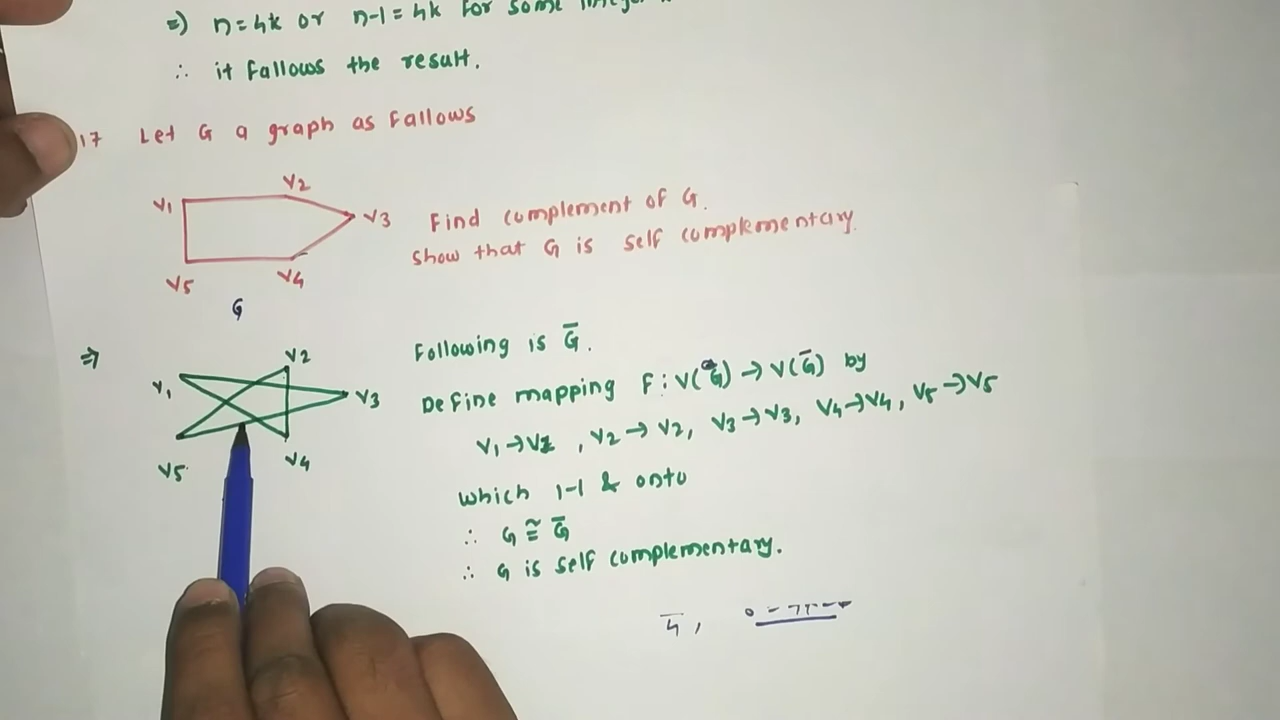 ⇒) n=4k or n-1=4k for some integer
∴ it fallows the result.
17 Let G a graph as fallows
V1 V2 V3
V5 V4
G
Find complement of G.
show that G is self complementary.
⇒
V1 V2 V3
V5 V4
Following is G̅.
Define mapping F:V(G)→V(G̅) by
V1→V1, V2→V2, V3→V3, V4→V4, V5→V5
which 1-1 & onto
∴ G≅G̅
∴ G is self complementary.